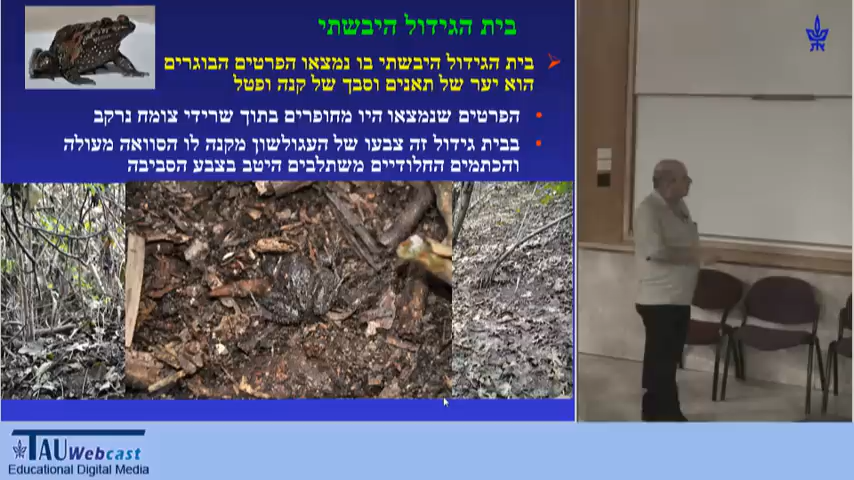 בית הגידול היבשתי
בית הגידול היבשתי בו נמצאו הפרטים הבוגרים
הוא יער של תאנים וסבך של קנה ופטל
הפרטים שנמצאו היו מחופרים בתוך שרידי צומח נרקב
בבית גידול זה צבעו של העגולשון מקנה לו הסוואה מעולה
והכתמים החלודיים משתלבים היטב בצבע הסביבה
TAU Webcast
Educational Digital Media